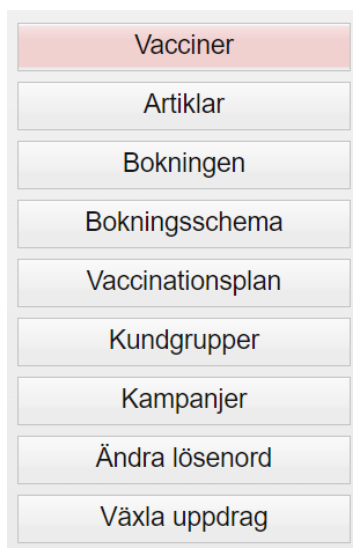 Vacciner
Artiklar
Bokningen
Bokningsschema
Vaccinationsplan
Kundgrupper
Kampanjer
Ändra lösenord
Växla uppdrag